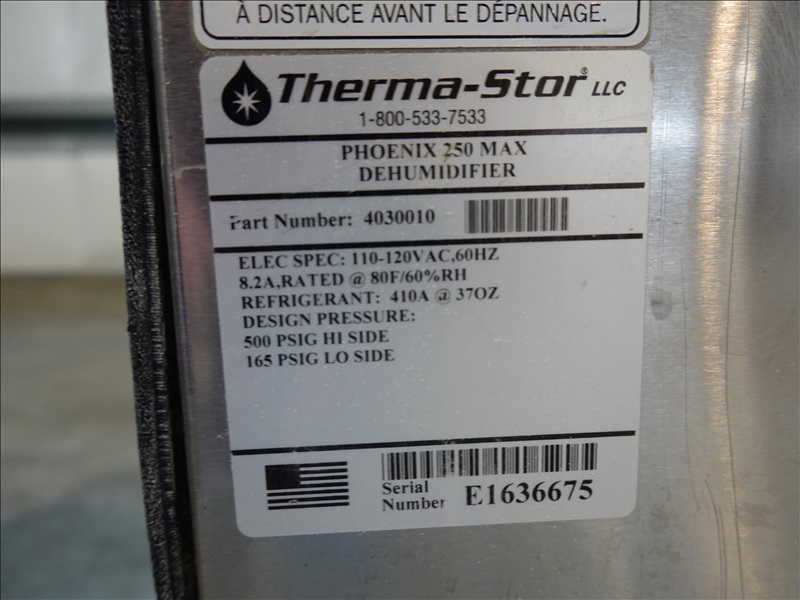 À DISTANCE AVANT LE DÉPANNAGE.
Therma-Stor® LLC
1-800-533-7533
PHOENIX 250 MAX
DEHUMIDIFIER
Part Number: 4030010
ELEC SPEC: 110-120VAC,60HZ
8.2A,RATED @ 80F/60%RH
REFRIGERANT: 410A @ 37OZ
DESIGN PRESSURE:
500 PSIG HI SIDE
165 PSIG LO SIDE
Serial
Number E1636675